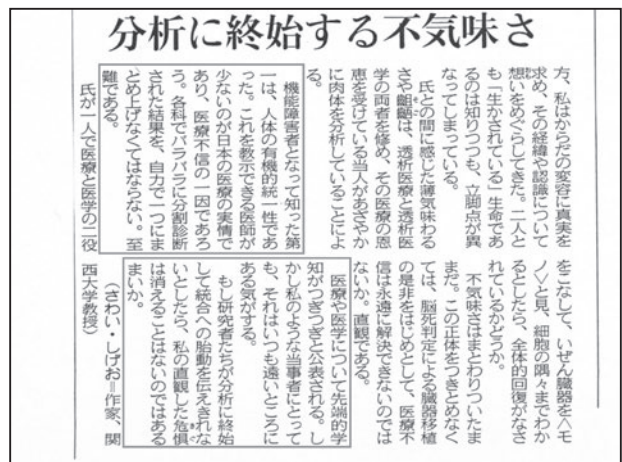 分析に終始する不気味さ
方、私はからだの変容に真実を
求め、その経緯や認識について
想いをめぐらしてきた。二人と
も「生かされている」生命であ
るのは知りつつも、立脚点が異
なってしまっている。
氏との間に感じた薄気味わる
さや齟齬は、透析医療と透析医
学の両者を修め、その医療の恩
恵を受けている当人があざやか
に肉体を分析していることによ
る。
機能障害者となって知った第
一は、人体の有機的統一性であ
った。これを教示できる医師が
少ないのが日本の医療の実情で
あり、医療不信の一因であろ
う。各科でバラバラに分割診断
された結果を、自力で一つにま
とめ上げなくてはならない。至
難である。
氏が一人で医療と医学の二役
をこなして、いぜん臓器を〈モ
ノ〉と見、細胞の隅々までわか
るとしたら、全体的回復がなさ
れているかどうか。
不気味さはまとわりついたま
まだ。この正体をつきとめなく
ては、脳死判定による臓器移植
の是非をはじめとして、医療不
信は永遠に解決できないのでは
ないか。直観である。
医療や医学について先端的学
知がつぎつぎと公表される。し
かし私のような当事者にとって
も、それはいつも遠いところに
ある気がする。
もし研究者たちが分析に終始
して統合への胎動を伝えきれな
いとしたら、私の直観した危惧
は消えることはないのではある
まいか。
（さわい・しげお＝作家、関
西大学教授）